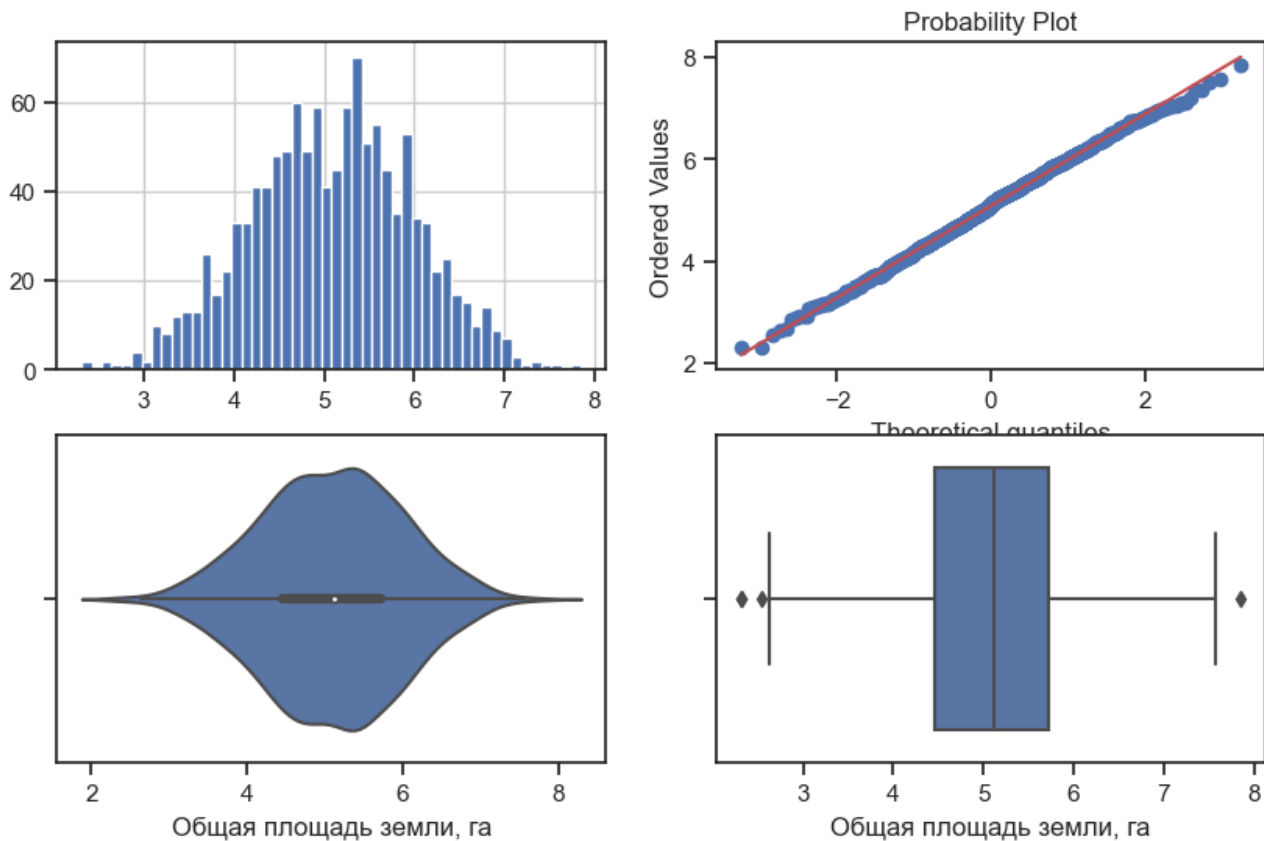 60
40
20
0
3 4 5 6 7 8
Probability Plot
Ordered Values
8
6
4
2
−2 0 2
Theoretical quantiles
2 4 6 8
Общая площадь земли, га
3 4 5 6 7 8
Общая площадь земли, га